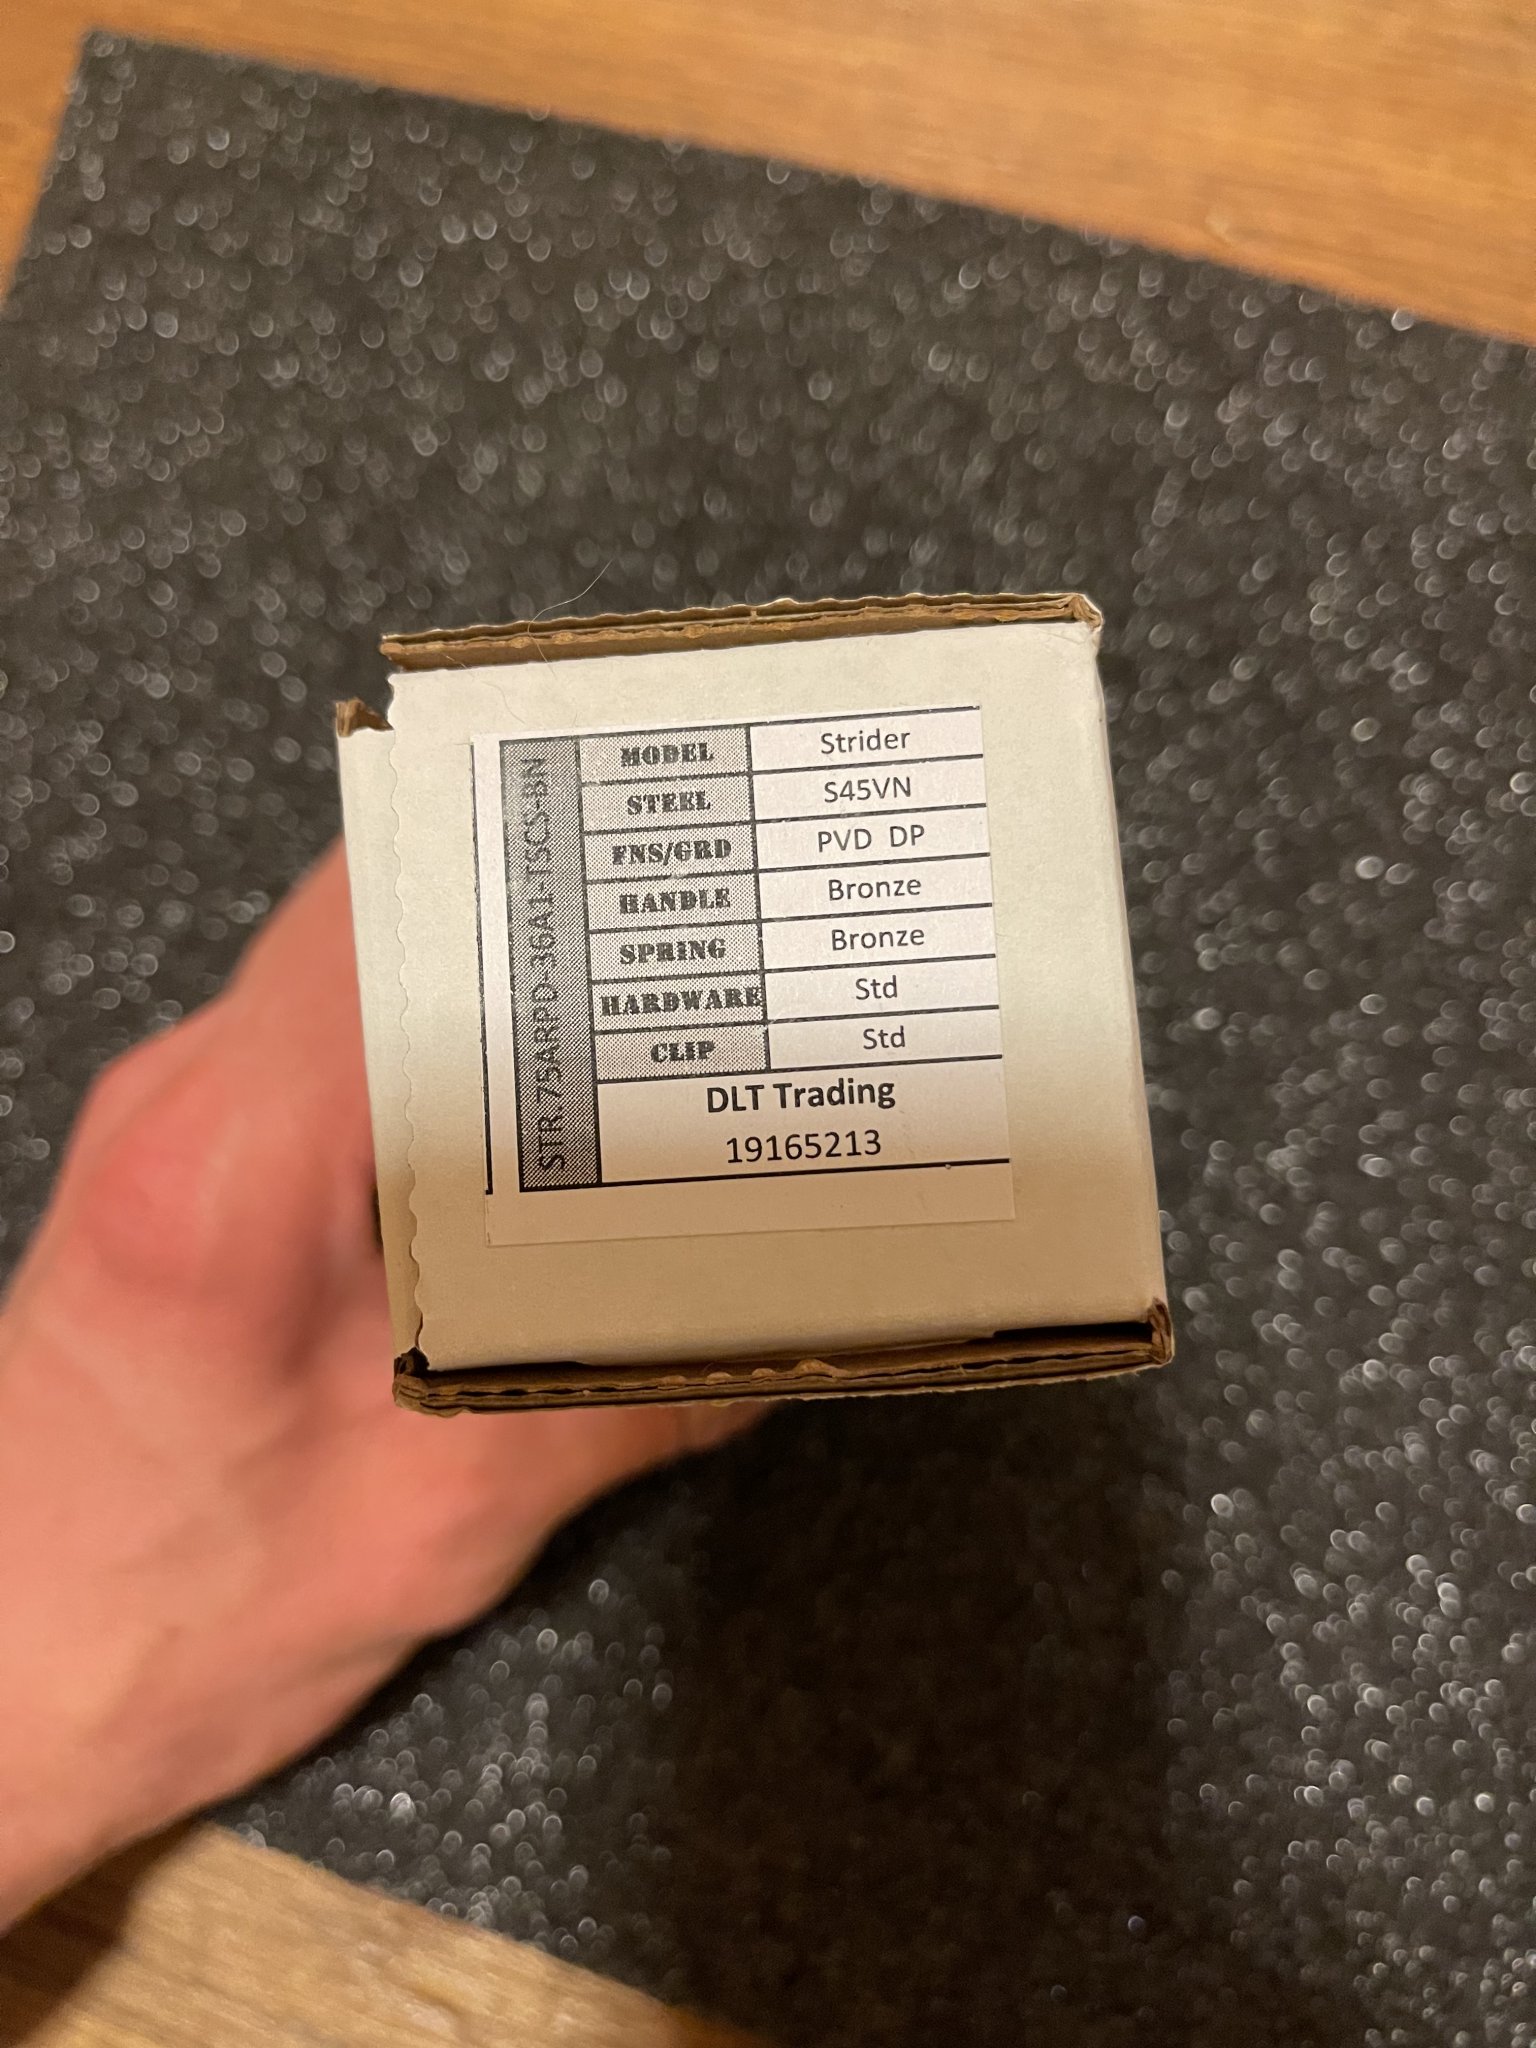 STR.75ARPD-36A1-TSCS-BN
MODEL Strider
STEEL S45VN
FNS/GRD PVD DP
HANDLE Bronze
SPRING Bronze
HARDWARE Std
CLIP Std
DLT Trading
19165213